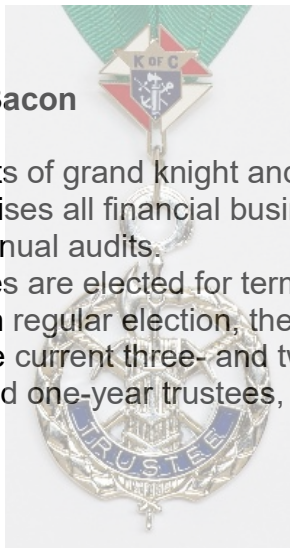 K OF C
Bacon
ts of grand knight and
ises all financial busi
nual audits.
es are elected for term
n regular election, the
e current three- and tw
d one-year trustees,
TRUSTEE